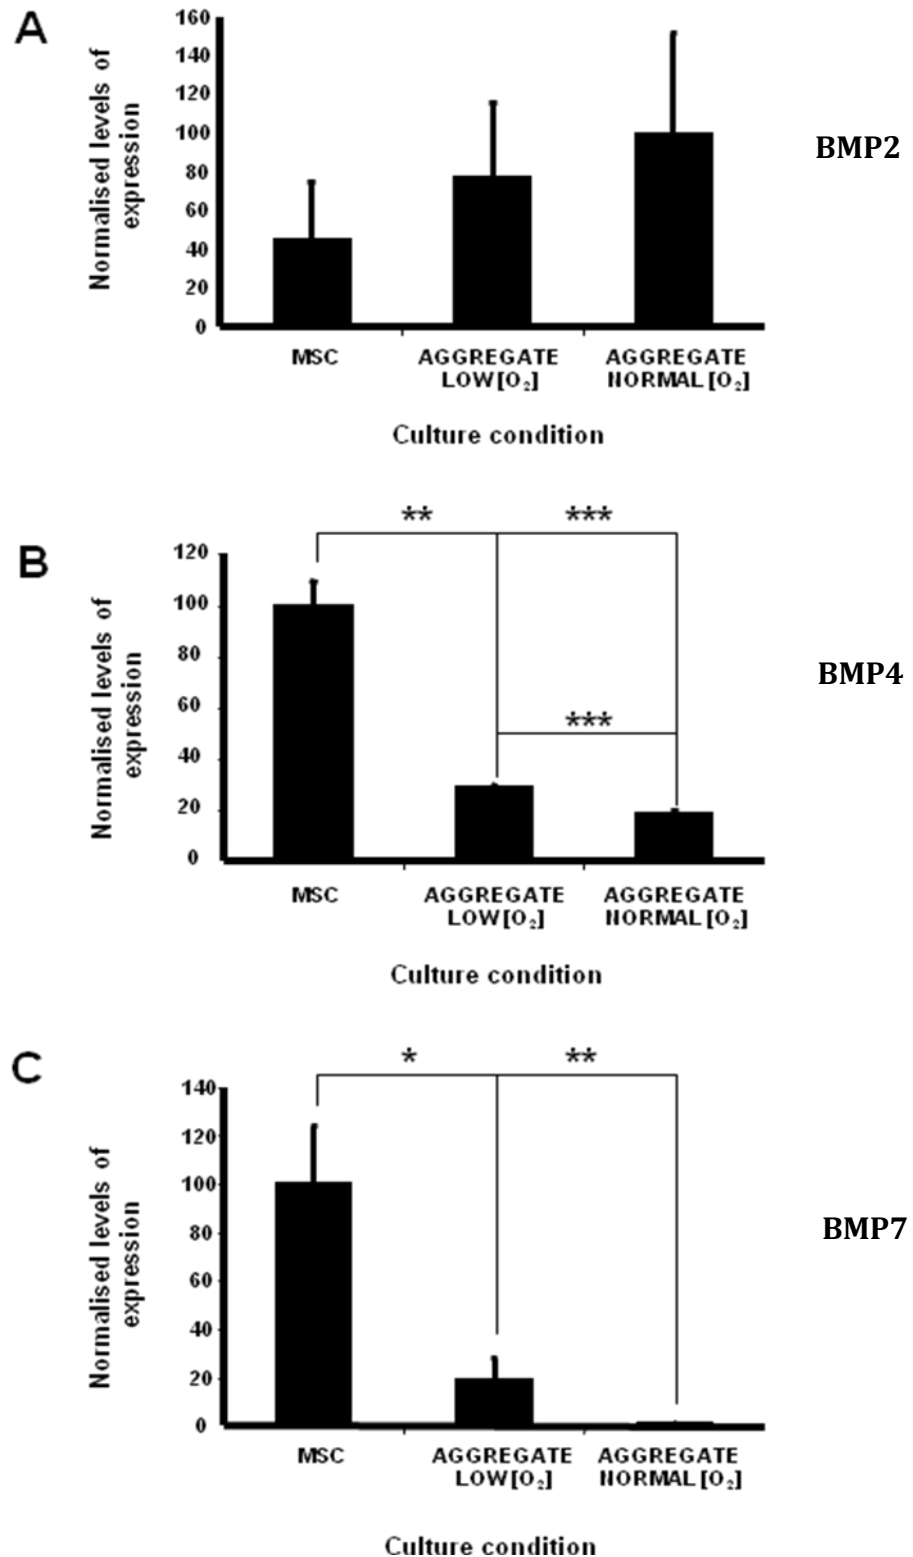 A
Normalised levels of
expression
160
140
120
100
80
60
40
20
0
BMP2
MSC
AGGREGATE
LOW[O₂]
AGGREGATE
NORMAL[O₂]
Culture condition
B
** ***
Normalised levels of
expression
120
100
80
60
40
20
0
***
BMP4
MSC
AGGREGATE
LOW[O₂]
AGGREGATE
NORMAL[O₂]
Culture condition
C
* **
Normalised levels of
expression
140
120
100
80
60
40
20
0
BMP7
MSC
AGGREGATE
LOW[O₂]
AGGREGATE
NORMAL[O₂]
Culture condition